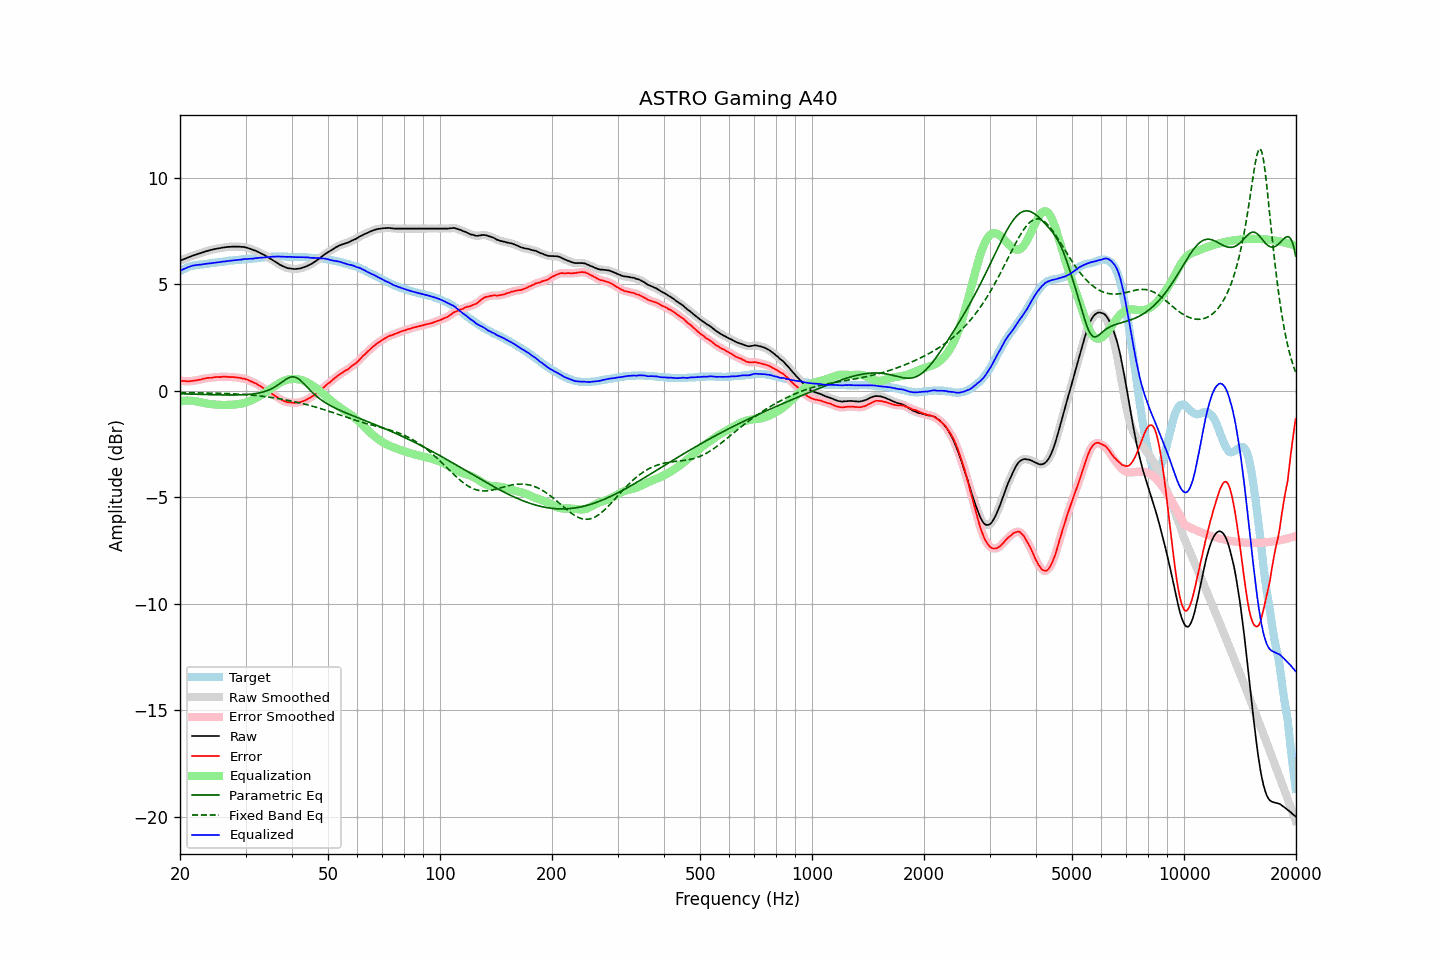 ASTRO Gaming A40
Amplitude (dBr)
10
5
0
−5
−10
−15
−20
Target
Raw Smoothed
Error Smoothed
Raw
Error
Equalization
Parametric Eq
Fixed Band Eq
Equalized
20 50 100 200 500 1000 2000 5000 10000 20000
Frequency (Hz)